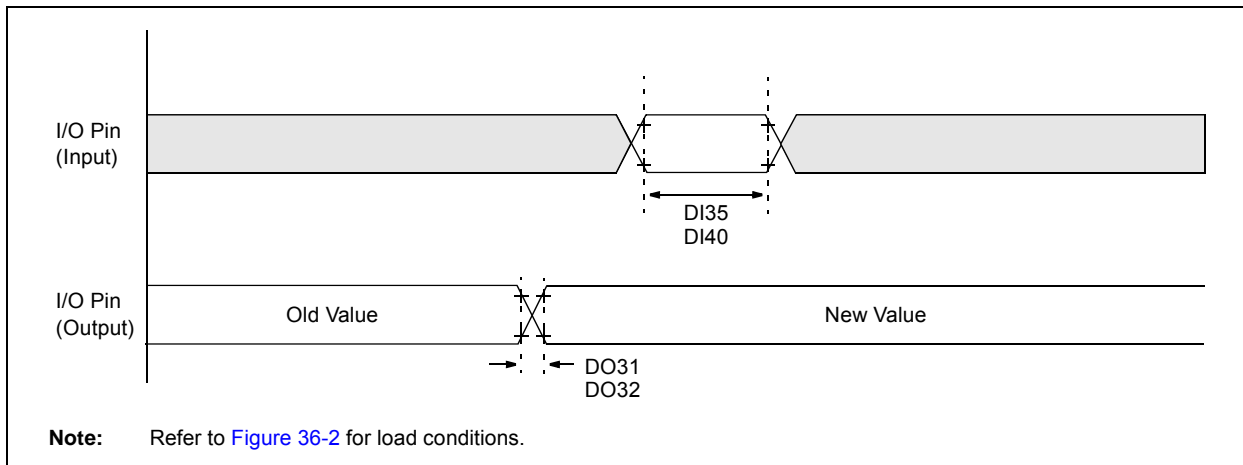 I/O Pin
(Input)
DI35
DI40
I/O Pin
(Output)
Old Value
New Value
DO31
DO32
Note: Refer to Figure 36-2 for load conditions.